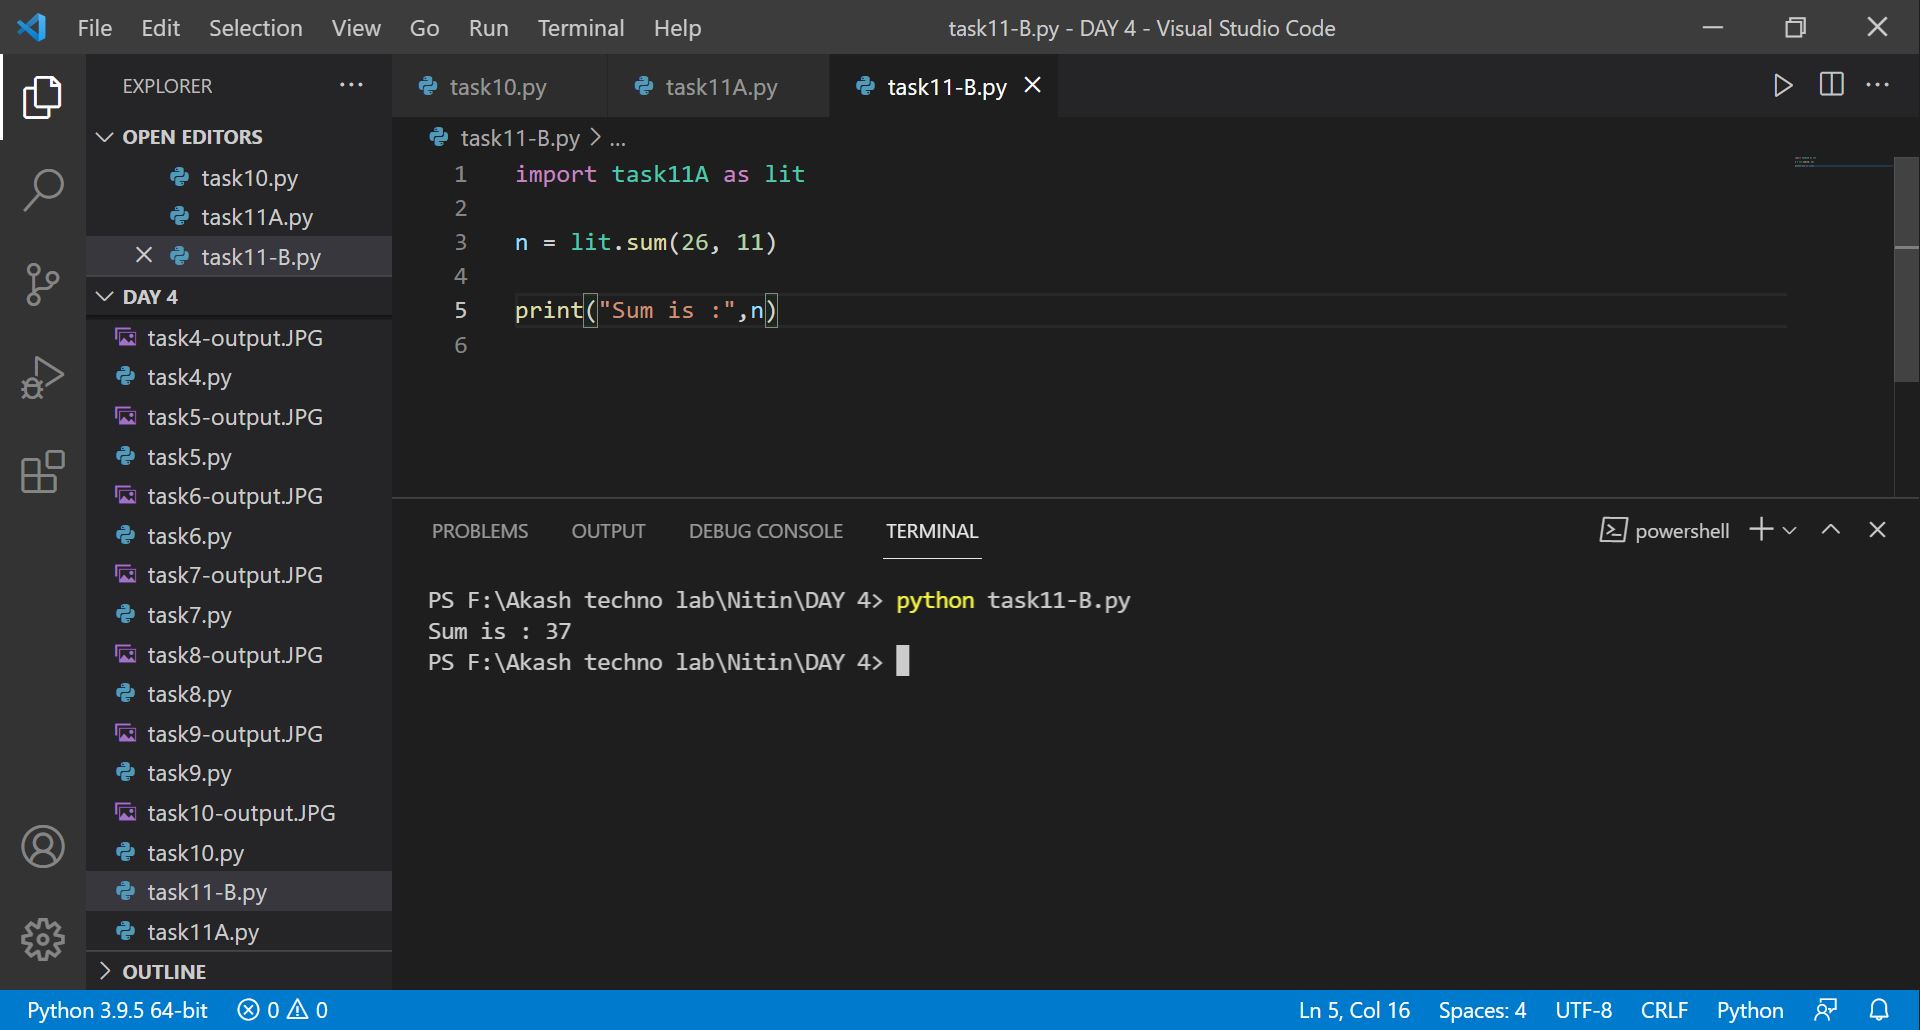 File Edit Selection View Go Run Terminal Help
task11-B.py - DAY 4 - Visual Studio Code
EXPLORER
OPEN EDITORS
task10.py
task11A.py
task11-B.py
DAY 4
task4-output.JPG
task4.py
task5-output.JPG
task5.py
task6-output.JPG
task6.py
task7-output.JPG
task7.py
task8-output.JPG
task8.py
task9-output.JPG
task9.py
task10-output.JPG
task10.py
task11-B.py
task11A.py
OUTLINE
task10.py task11A.py task11-B.py
task11-B.py > ...
1 import task11A as lit
2
3 n = lit.sum(26, 11)
4
5 print("Sum is :",n)
6
PROBLEMS OUTPUT DEBUG CONSOLE TERMINAL powershell
PS F:\Akash techno lab\Nitin\DAY 4> python task11-B.py
Sum is : 37
PS F:\Akash techno lab\Nitin\DAY 4>
Python 3.9.5 64-bit 0 0 Ln 5, Col 16 Spaces: 4 UTF-8 CRLF Python